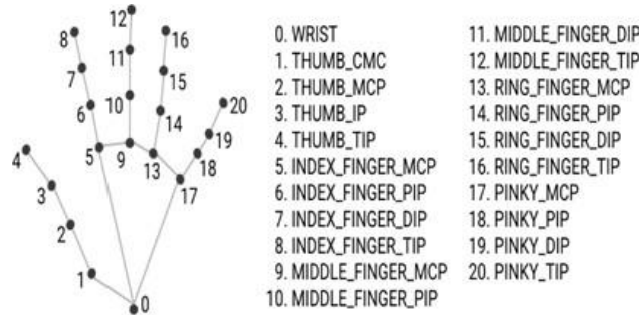 12
8
16
11
7
15
6
10
14
20
4
5
9
13
19
3
18
17
2
1
0
0. WRIST
1. THUMB_CMC
2. THUMB_MCP
3. THUMB_IP
4. THUMB_TIP
5. INDEX_FINGER_MCP
6. INDEX_FINGER_PIP
7. INDEX_FINGER_DIP
8. INDEX_FINGER_TIP
9. MIDDLE_FINGER_MCP
10. MIDDLE_FINGER_PIP
11. MIDDLE_FINGER_DIP
12. MIDDLE_FINGER_TIP
13. RING_FINGER_MCP
14. RING_FINGER_PIP
15. RING_FINGER_DIP
16. RING_FINGER_TIP
17. PINKY_MCP
18. PINKY_PIP
19. PINKY_DIP
20. PINKY_TIP